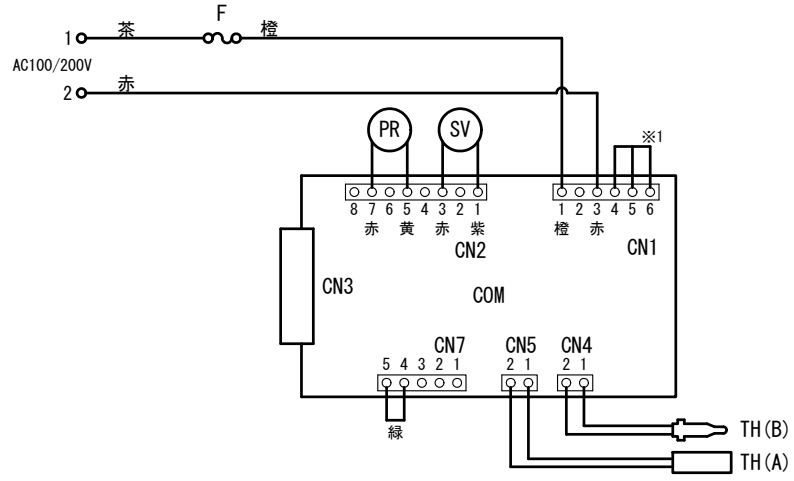 F
1 茶 橙
AC100/200V
2 赤
PR SV ※1
8 7 6 5 4 3 2 1
赤 黄 赤 紫
CN2
1 2 3 4 5 6
橙 赤
CN1
CN3
COM
CN7
5 4 3 2 1
緑
CN5
2 1
CN4
2 1
TH(B)
TH(A)